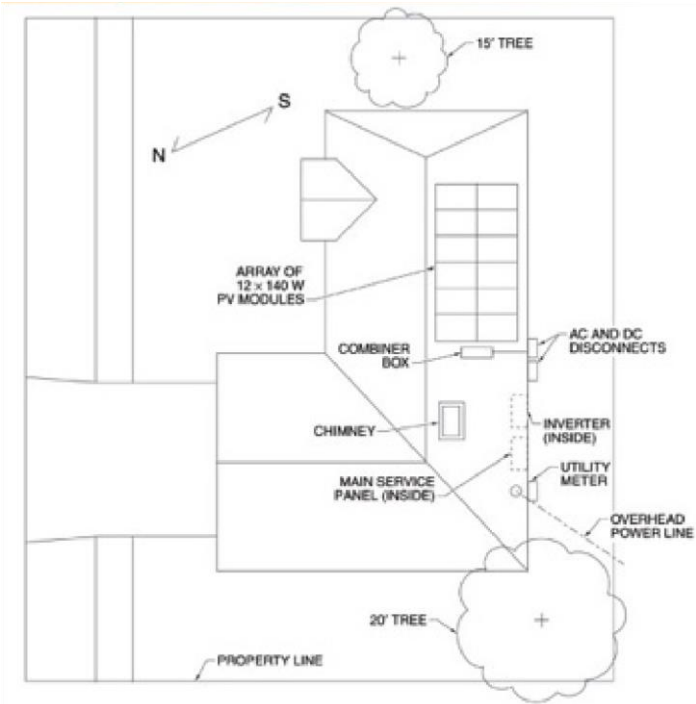 15' TREE
S
N
ARRAY OF
12 × 140 W
PV MODULES
AC AND DC
DISCONNECTS
COMBINER
BOX
CHIMNEY
INVERTER
(INSIDE)
MAIN SERVICE
PANEL (INSIDE)
UTILITY
METER
OVERHEAD
POWER LINE
20' TREE
PROPERTY LINE